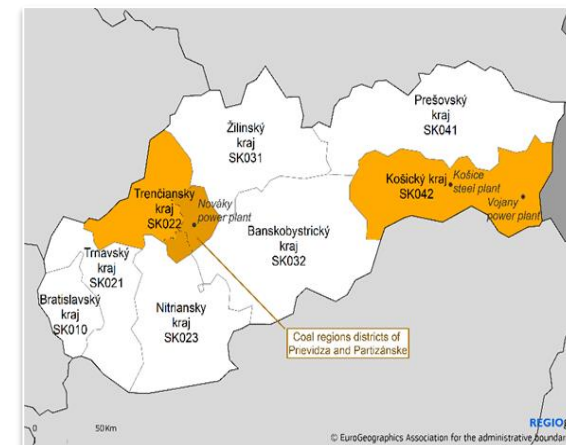 Prešovský
kraj
SK041
Žilinský
kraj
SK031
Košický kraj
SK042
Košice
steel plant
Vojany
power plant
Trenčiansky
kraj
SK022
Nováky
power plant
Banskobystrický
kraj
SK032
Trnavský
kraj
SK021
Bratislavský
kraj
SK010
Nitriansky
kraj
SK023
Coal regions districts of
Prievidza and Partizánske
0 50Km
REGIO
© EuroGeographics Association for the administrative boundar